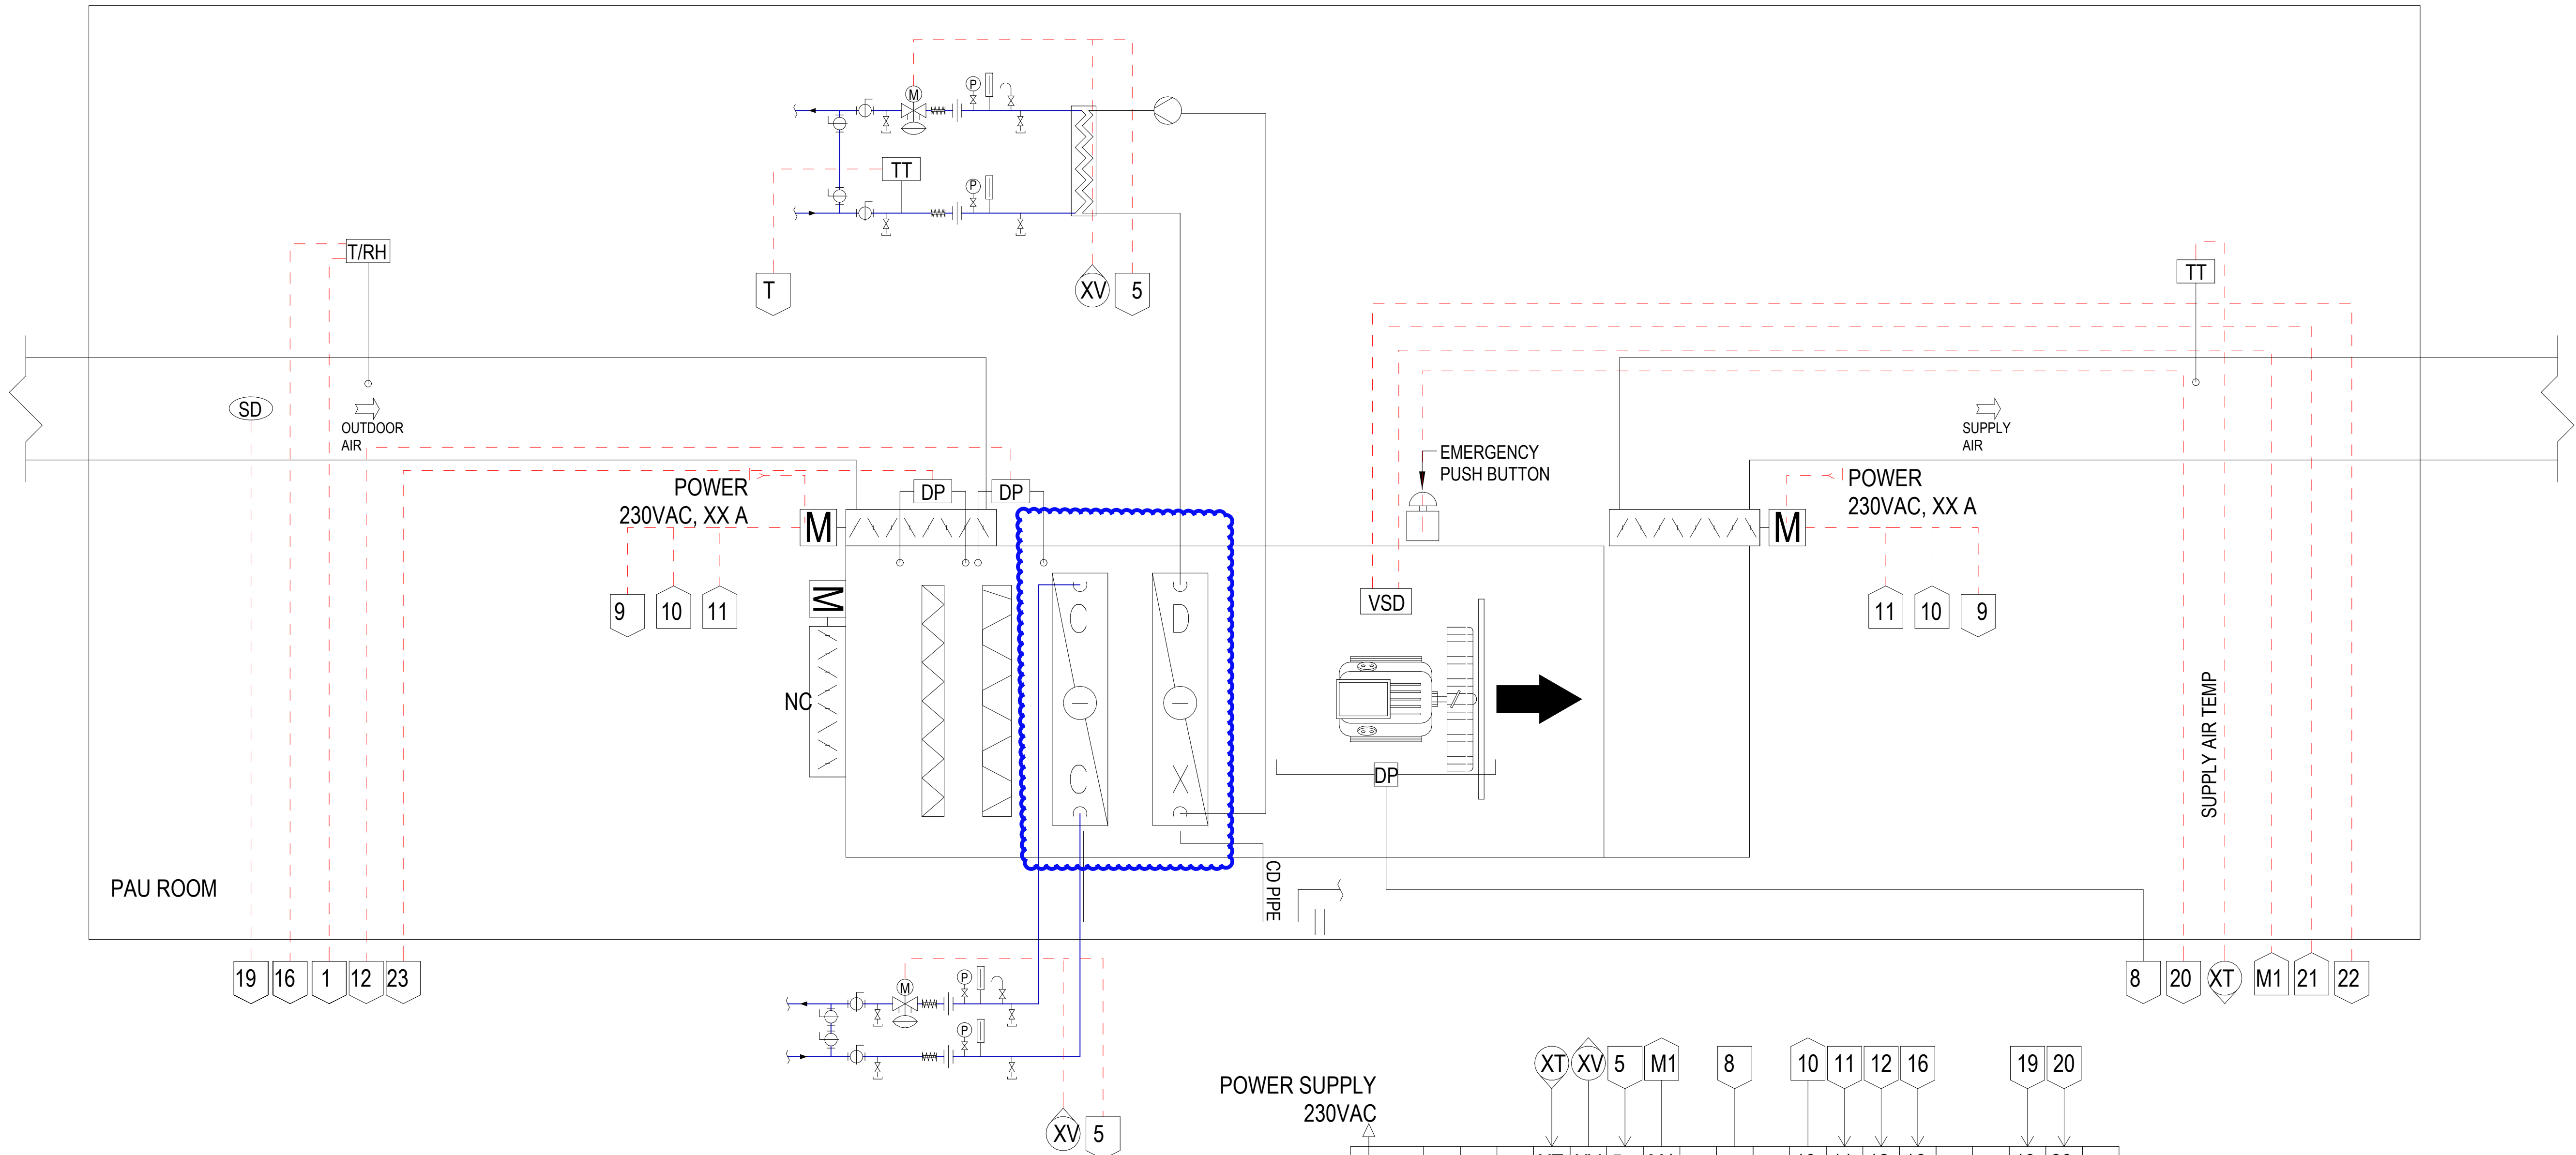 P
M
TT
P
T/RH
T
XV
5
TT
SD
OUTDOOR
AIR
SUPPLY
AIR
EMERGENCY
PUSH BUTTON
POWER
230VAC, XX A
DP
DP
POWER
230VAC, XX A
M
M
9
10
11
M
C
D
VSD
11
10
9
NC
SUPPLY AIR TEMP
C
X
DP
PAU ROOM
CD PIPE
19
16
1
12
23
8
20
XT
M1
21
22
P
M
P
XV
5
POWER SUPPLY
230VAC
XT
XV
5
M1
8
10
11
12
16
19
20